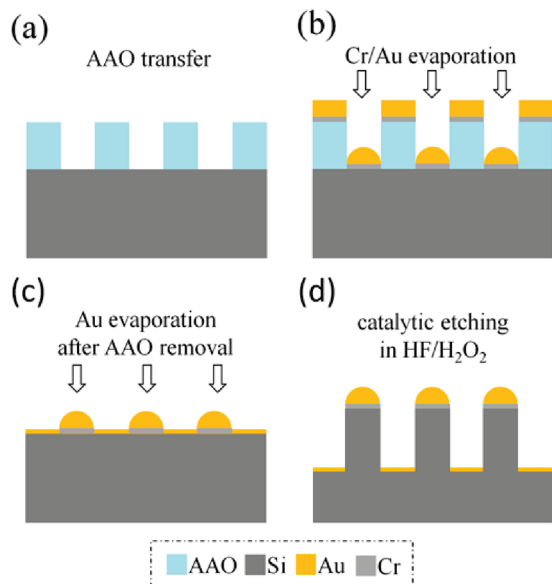 (a)
AAO transfer
(b)
Cr/Au evaporation
(c)
Au evaporation
after AAO removal
(d)
catalytic etching
in HF/H₂O₂
AAO Si Au Cr